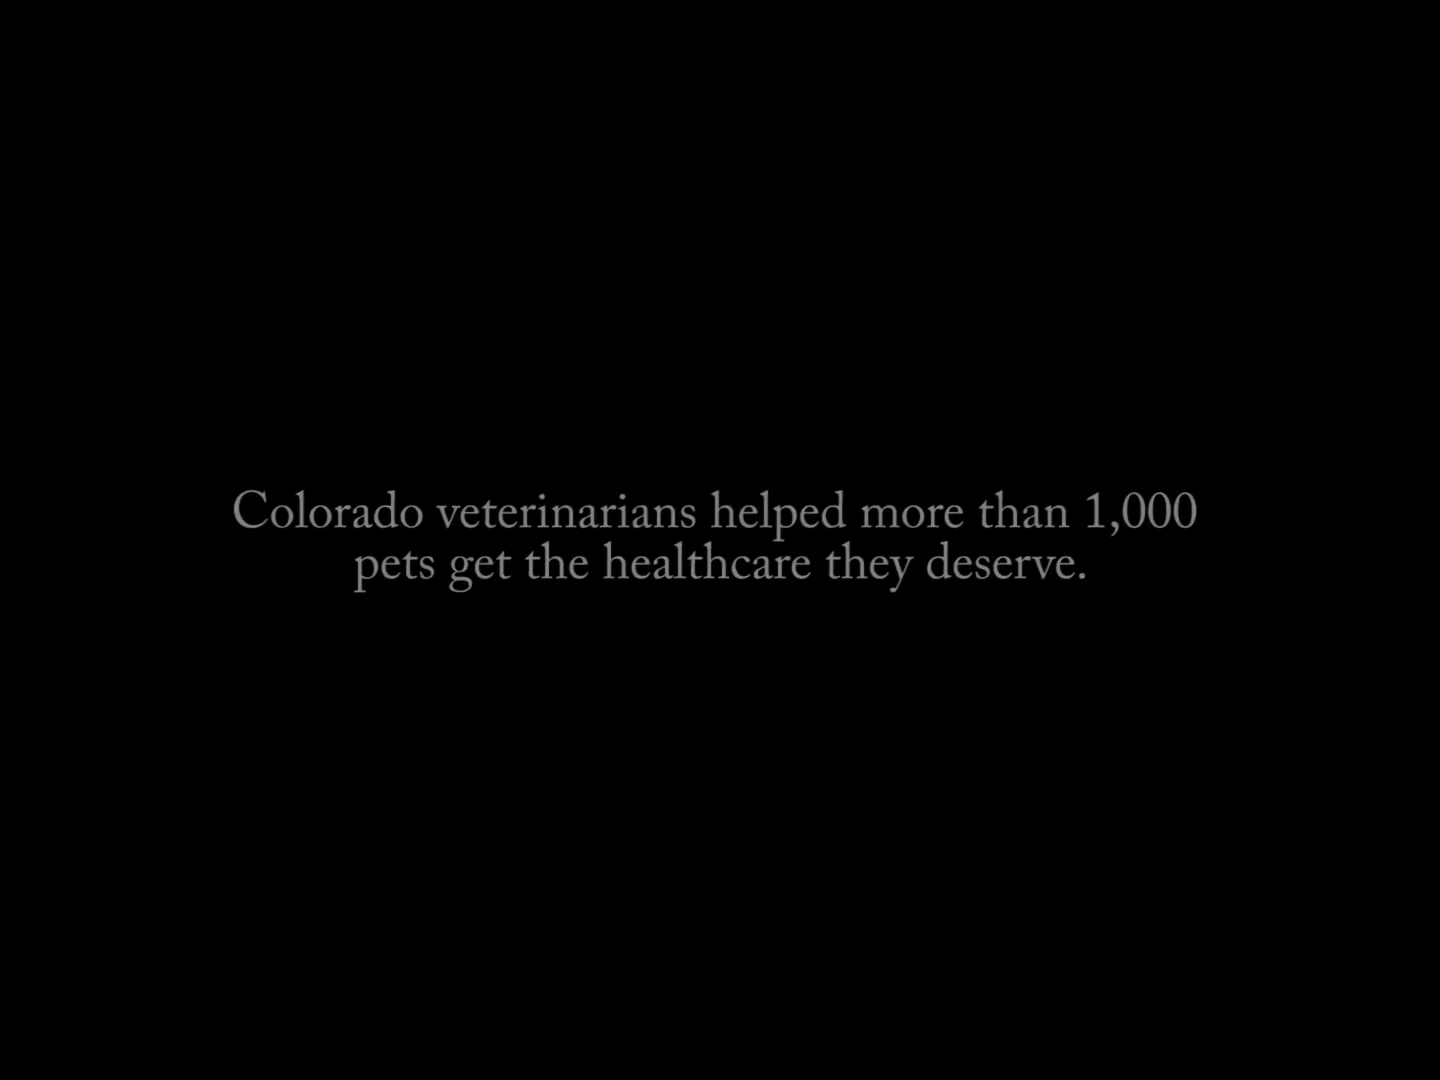 Colorado veterinarians helped more than 1,000
pets get the healthcare they deserve.